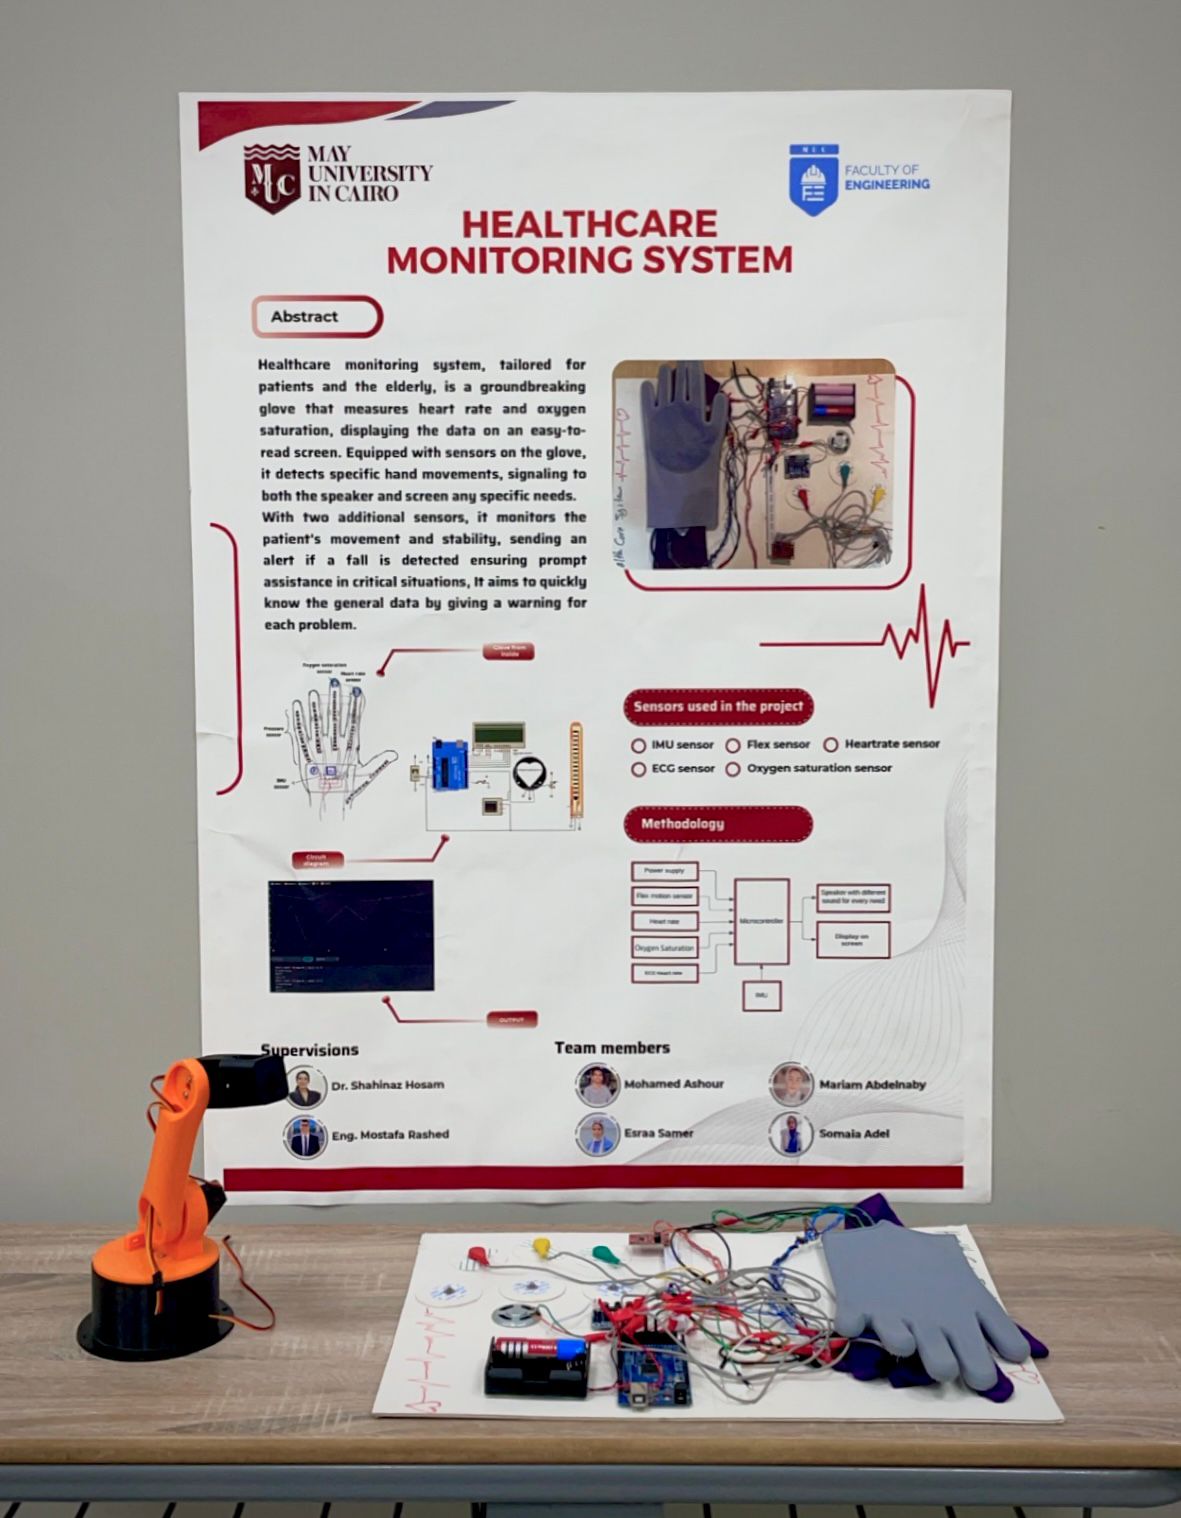 MAY
UNIVERSITY
IN CAIRO
MUC
MUC
FACULTY OF
ENGINEERING
HEALTHCARE
MONITORING SYSTEM
Abstract
Healthcare monitoring system, tailored for
patients and the elderly, is a groundbreaking
glove that measures heart rate and oxygen
saturation, displaying the data on an easy-to-
read screen. Equipped with sensors on the glove,
it detects specific hand movements, signaling to
both the speaker and screen any specific needs.
With two additional sensors, it monitors the
patient's movement and stability, sending an
alert if a fall is detected ensuring prompt
assistance in critical situations, It aims to quickly
know the general data by giving a warning for
each problem.
Glove from
inside
Oxygen saturation
sensor
Heart rate
sensor
Pressure
sensor
IMU
sensor
Circuit
diagram
OUTPUT
Sensors used in the project
IMU sensor
Flex sensor
Heartrate sensor
ECG sensor
Oxygen saturation sensor
Methodology
Power supply
Flex motion sensor
Heart rate
Oxygen Saturation
ECG Heart rate
Microcontroller
IMU
Speaker with different
sound for every need
Display on
screen
Supervisions
Dr. Shahinaz Hosam
Eng. Mostafa Rashed
Team members
Mohamed Ashour
Mariam Abdelnaby
Esraa Samer
Somaia Adel